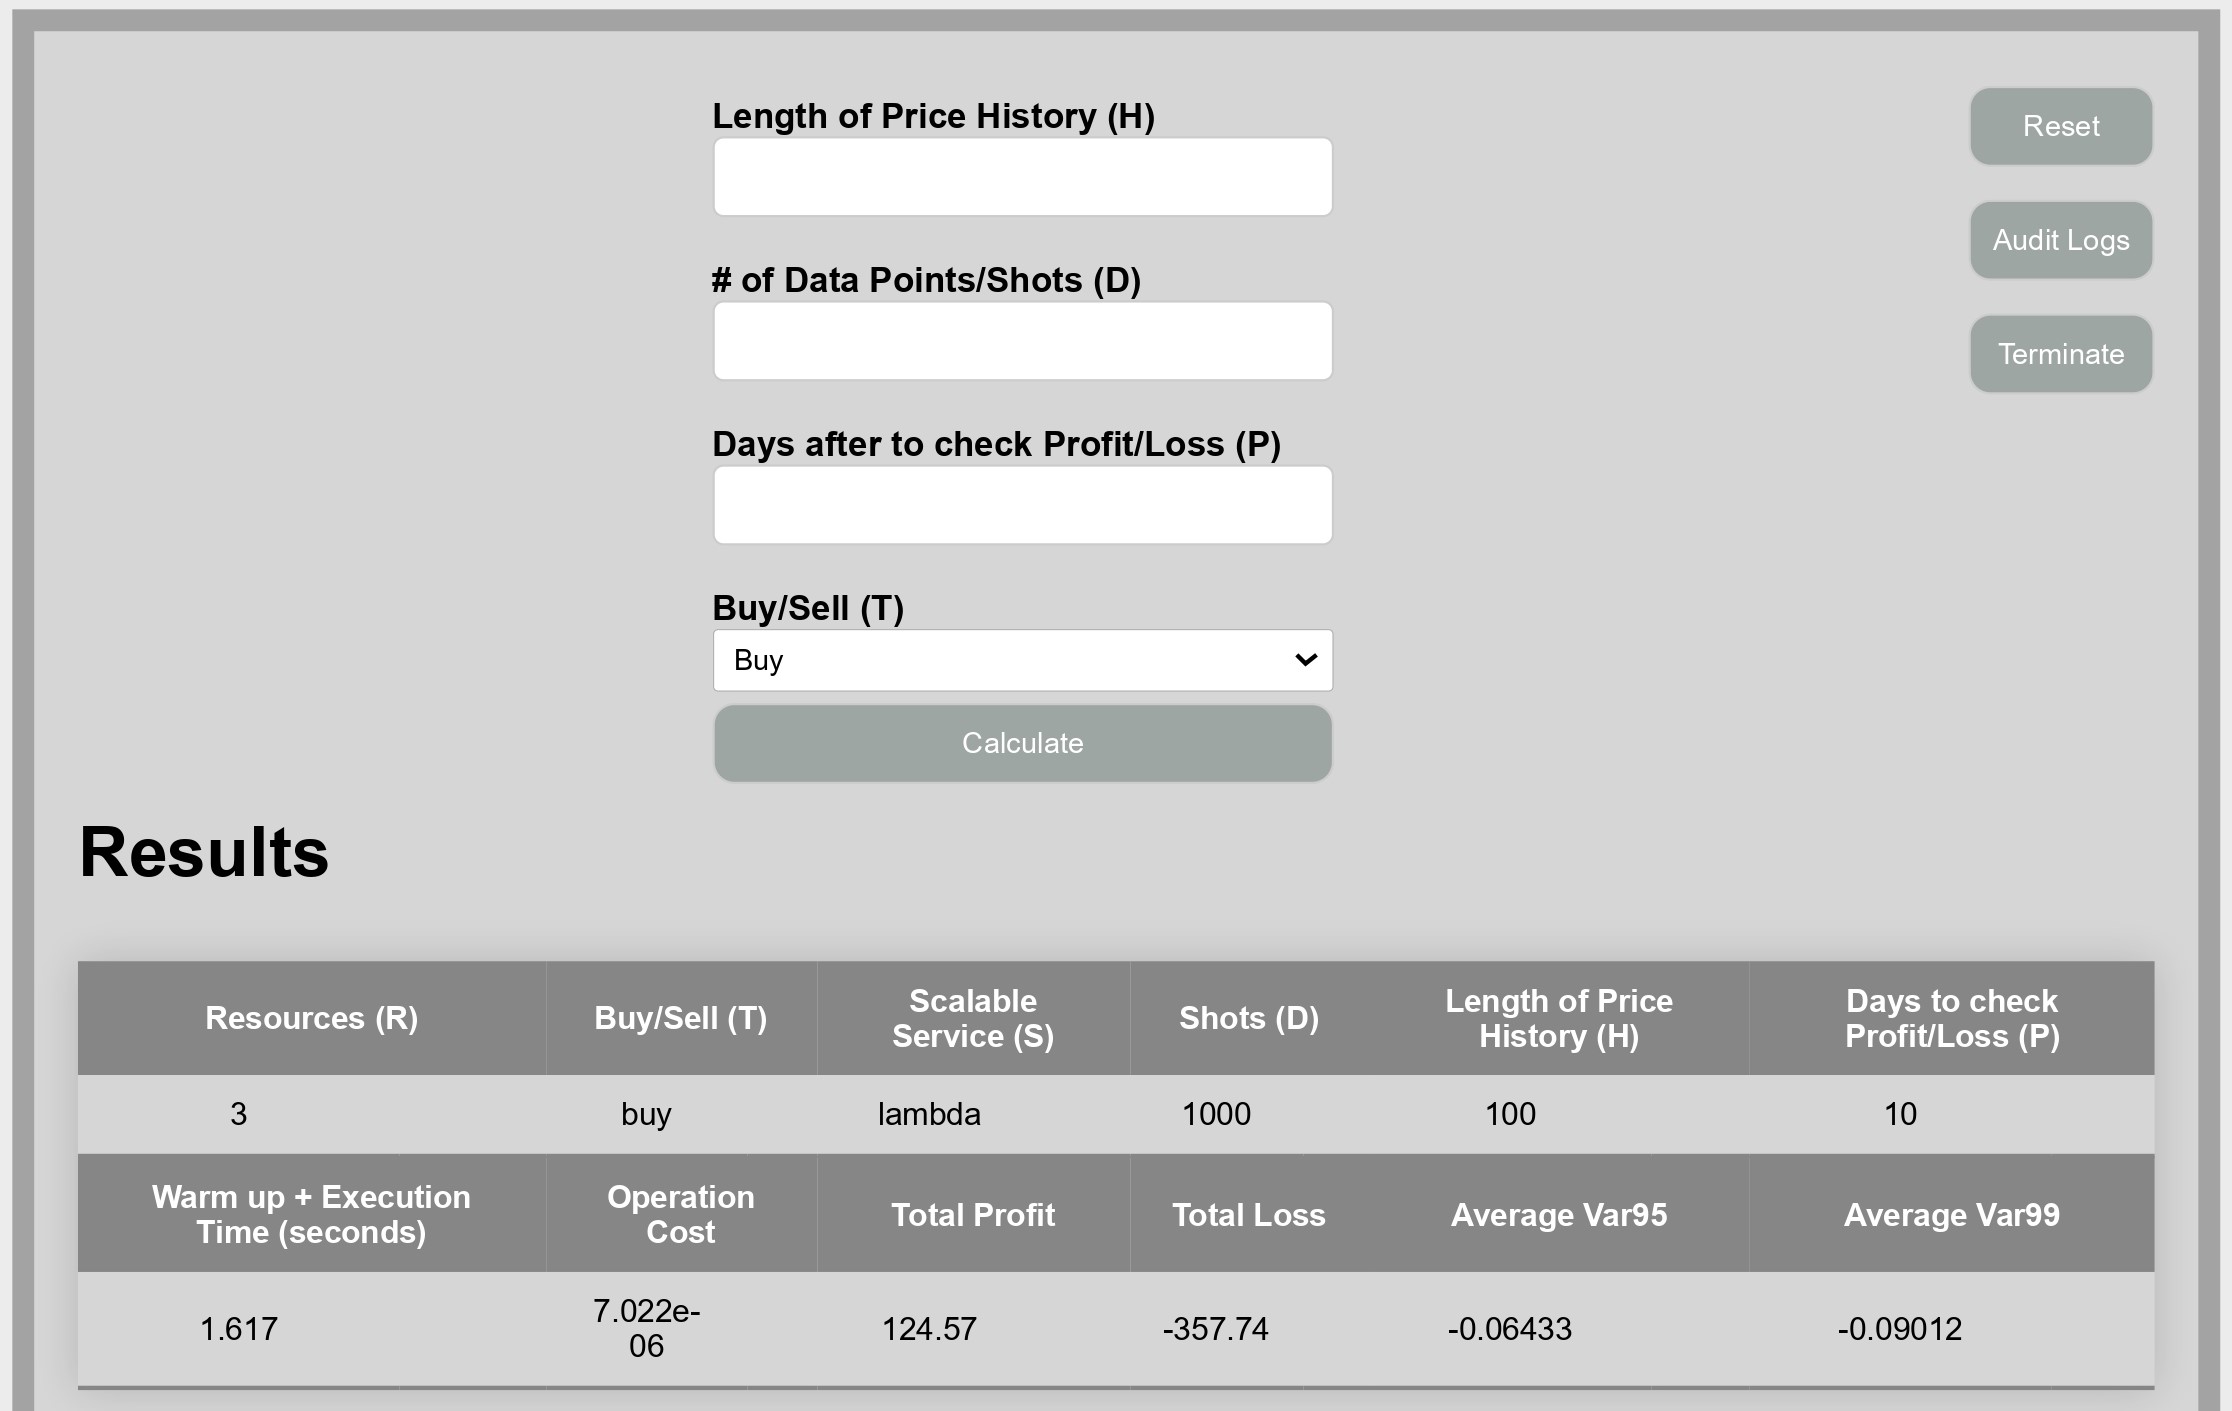 Length of Price History (H)
Reset
# of Data Points/Shots (D)
Audit Logs
Days after to check Profit/Loss (P)
Terminate
Buy/Sell (T)
Buy
Calculate
Results
Resources (R)
Buy/Sell (T)
Scalable
Service (S)
Shots (D)
Length of Price
History (H)
Days to check
Profit/Loss (P)
3
buy
lambda
1000
100
10
Warm up + Execution
Time (seconds)
Operation
Cost
Total Profit
Total Loss
Average Var95
Average Var99
1.617
7.022e-
06
124.57
-357.74
-0.06433
-0.09012